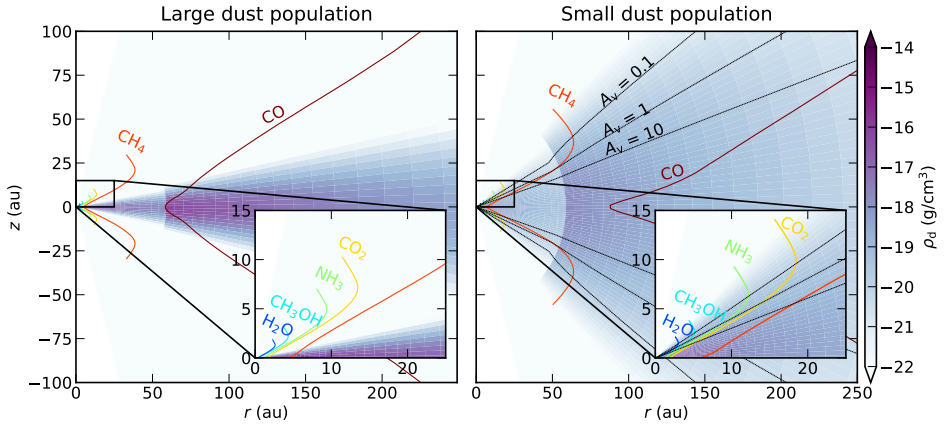 Large dust population
Small dust population
100
75
50
25
0
−25
−50
−75
−100
z (au)
0
50
100
150
200
r (au)
CH₄
CO
15
10
5
0
0
10
20
H₂O
CH₃OH
NH₃
CO₂
0
50
100
150
200
250
r (au)
CH₄
CO
Aᵥ = 0.1
Aᵥ = 1
Aᵥ = 10
15
10
5
0
0
10
20
H₂O
CH₃OH
NH₃
CO₂
−14
−15
−16
−17
−18
−19
−20
−21
−22
ρ_d (g/cm³)